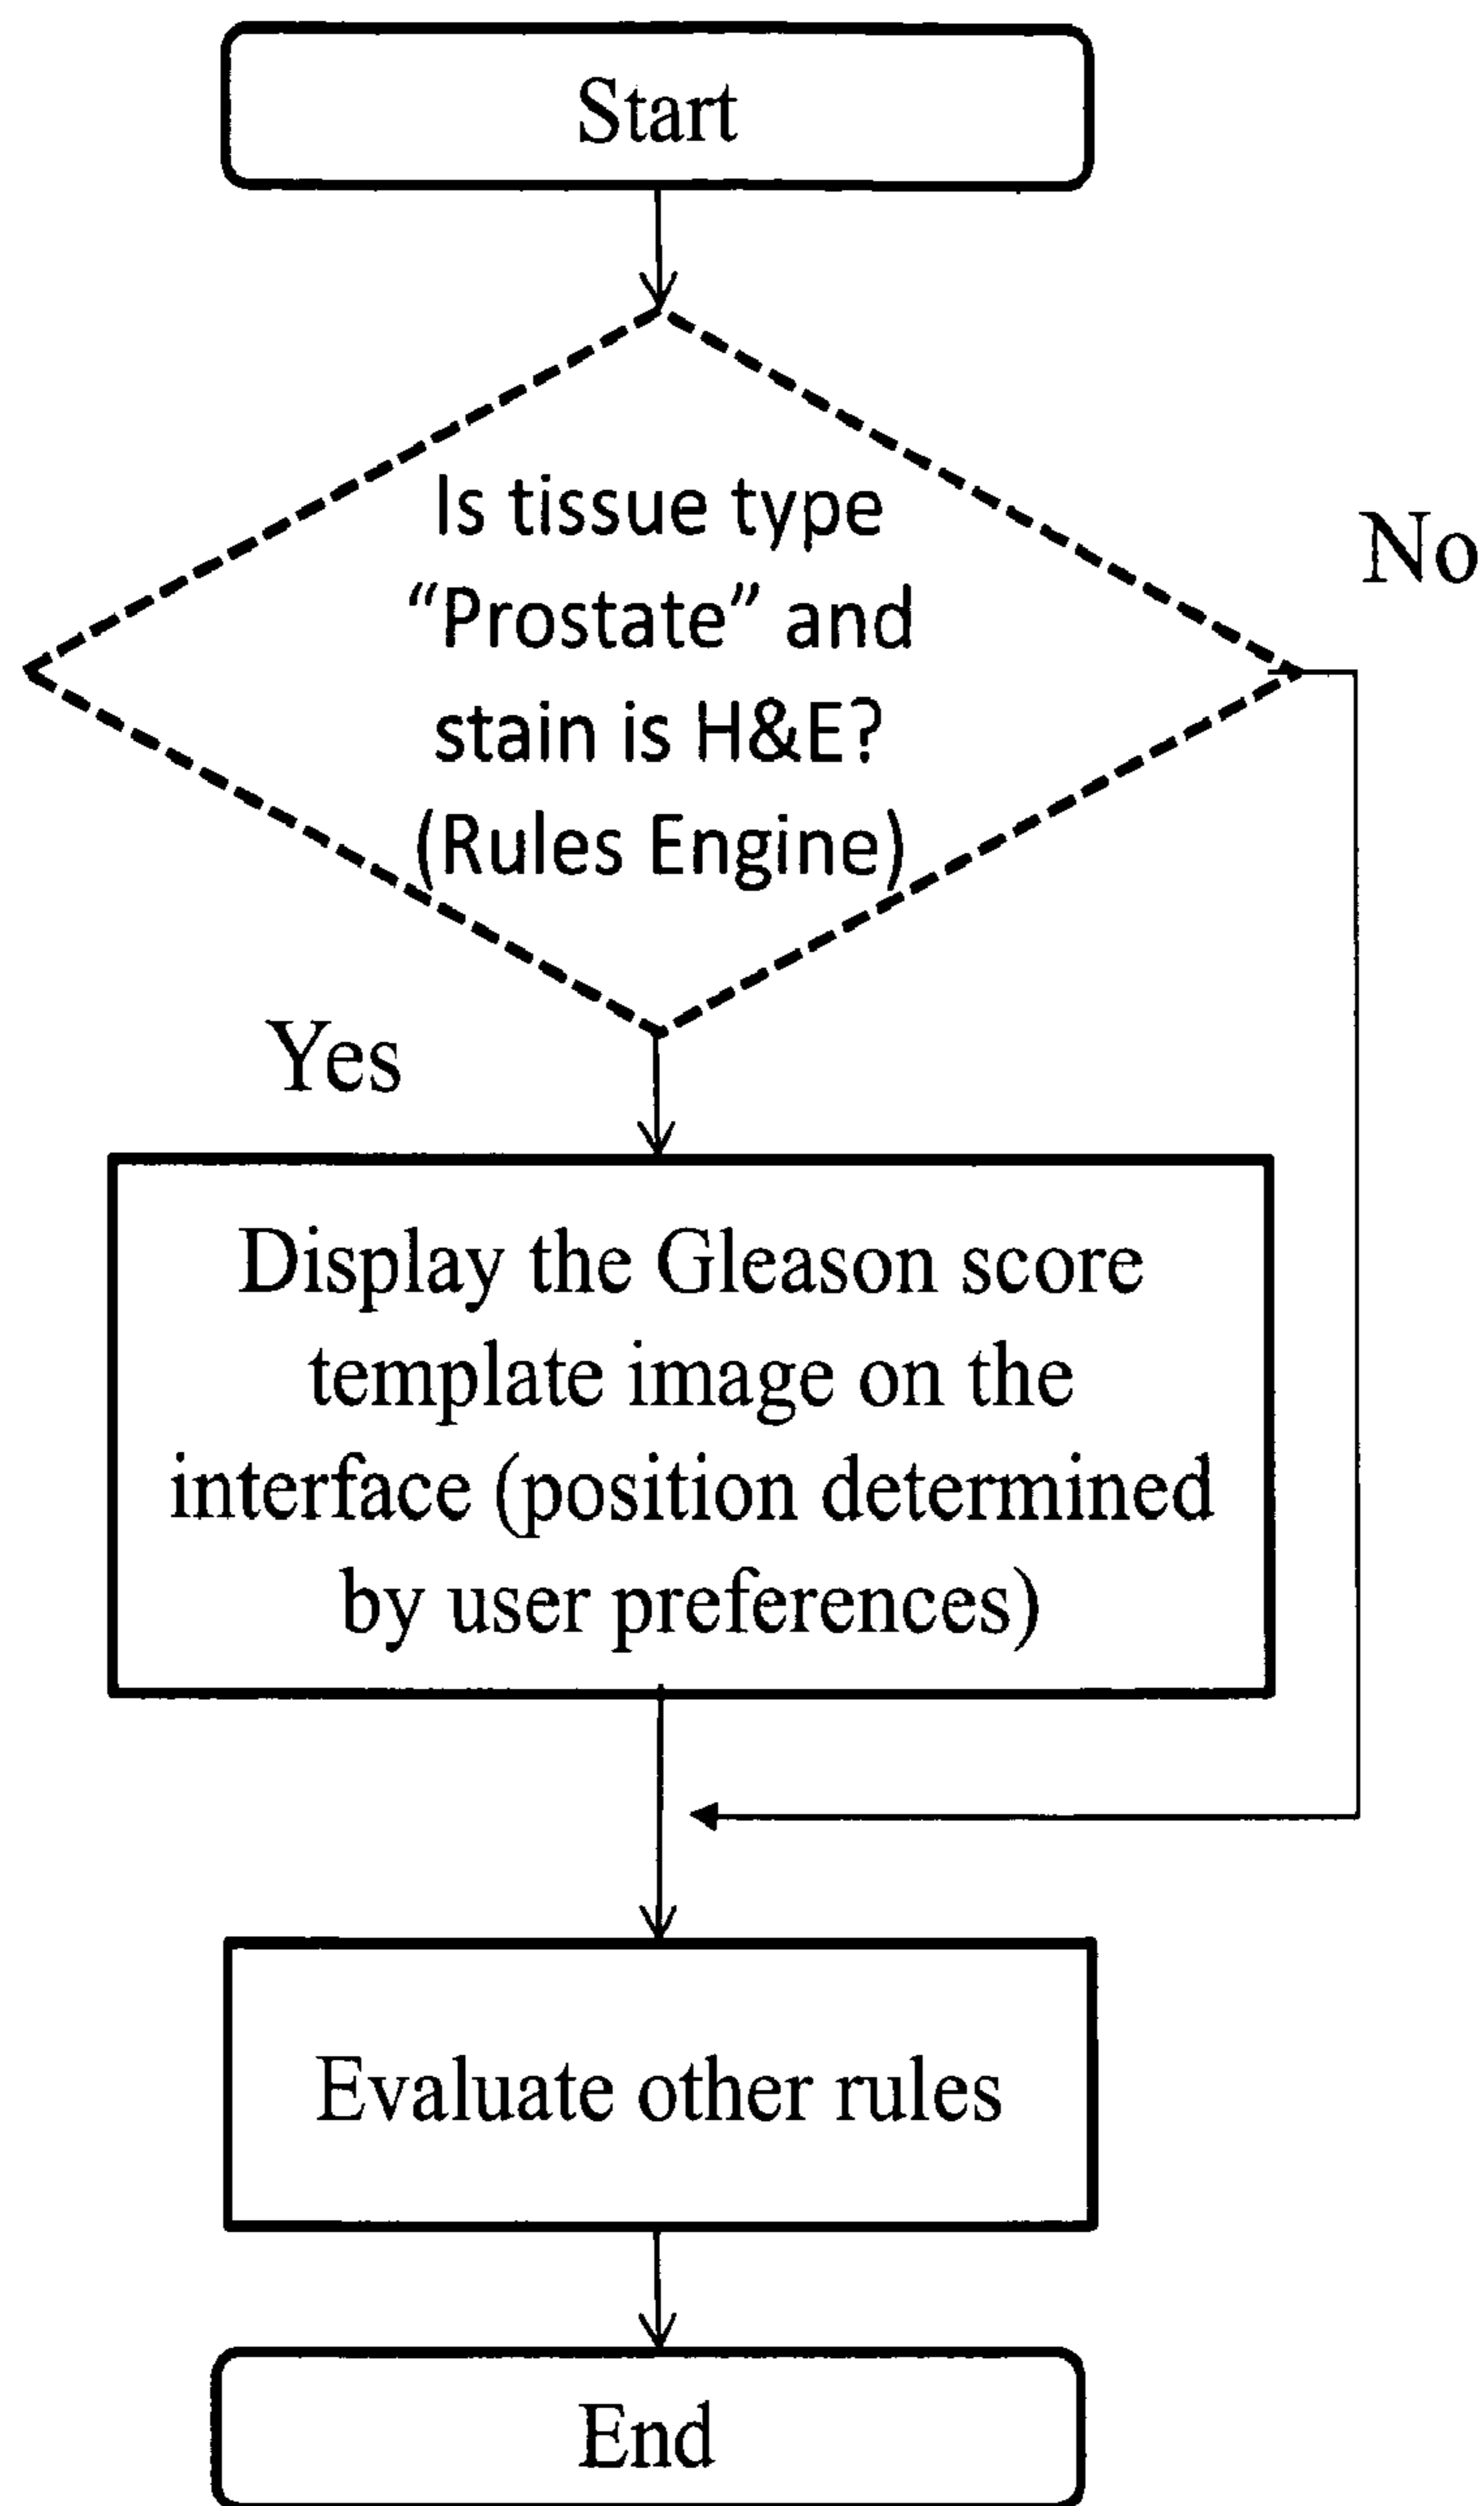 Start
Is tissue type
“Prostate” and
stain is H&E?
(Rules Engine)
No
Yes
Display the Gleason score
template image on the
interface (position determined
by user preferences)
Evaluate other rules
End